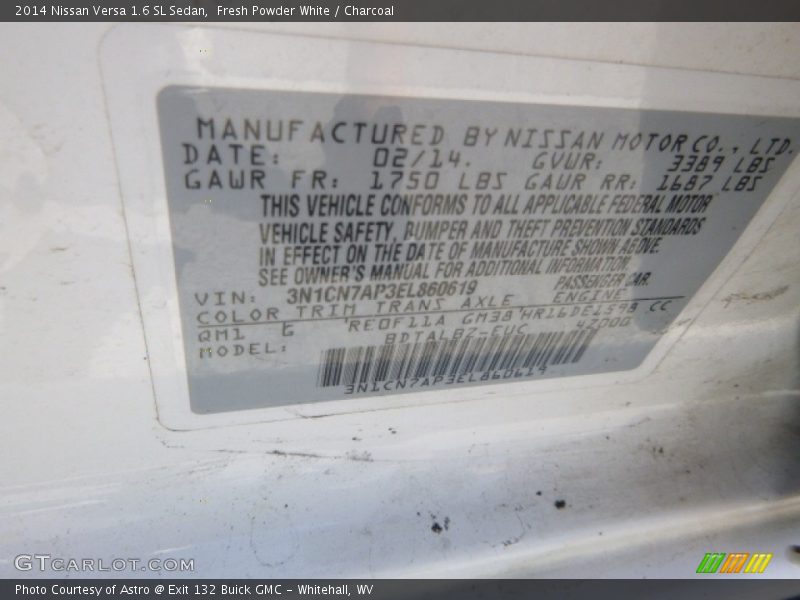 2014 Nissan Versa 1.6 SL Sedan, Fresh Powder White / Charcoal
MANUFACTURED BY NISSAN MOTOR CO., LTD.
DATE: 02/14. GVWR: 3389 LBS
GAWR FR: 1750 LBS GAWR RR: 1687 LBS
THIS VEHICLE CONFORMS TO ALL APPLICABLE FEDERAL MOTOR
VEHICLE SAFETY, BUMPER AND THEFT PREVENTION STANDARDS
IN EFFECT ON THE DATE OF MANUFACTURE SHOWN ABOVE.
SEE OWNER'S MANUAL FOR ADDITIONAL INFORMATION.
VIN: 3N1CN7AP3EL860619 PASSENGER CAR.
COLOR TRIM TRANS AXLE ENGINE
QM1 G RE0F11A GM38 HR16DE1598 CC
MODEL: BDTALB7-EUC 42700
3N1CN7AP3EL860619
GTCARLOT.COM
Photo Courtesy of Astro @ Exit 132 Buick GMC - Whitehall, WV